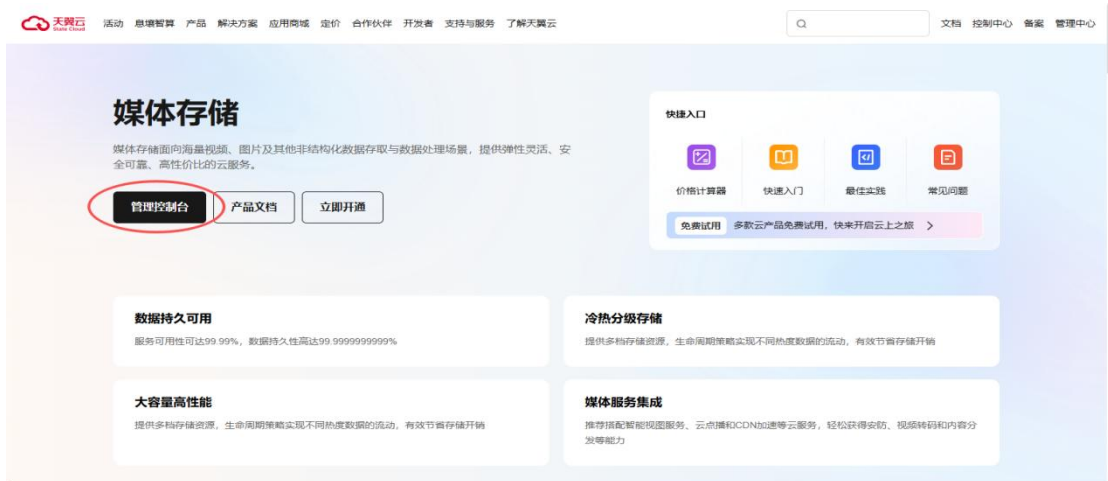 天翼云
State Cloud
活动 息壤智算 产品 解决方案 应用商城 定价 合作伙伴 开发者 支持与服务 了解天翼云
文档 控制中心 备案 管理中心
媒体存储
媒体存储面向海量视频、图片及其他非结构化数据存取与数据处理场景，提供弹性灵活、安
全可靠、高性价比的云服务。
管理控制台 产品文档 立即开通
快捷入口
价格计算器 快速入门 最佳实践 常见问题
免费试用 多款云产品免费试用，快来开启云上之旅
数据持久可用
服务可用性可达99.99%，数据持久性高达99.9999999999%
冷热分级存储
提供多档存储资源，生命周期策略实现不同热度数据的流动，有效节省存储开销
大容量高性能
提供多档存储资源，生命周期策略实现不同热度数据的流动，有效节省存储开销
媒体服务集成
推荐搭配智能视图服务、云点播和CDN加速等云服务，轻松获得安防、视频转码和内容分
发等能力